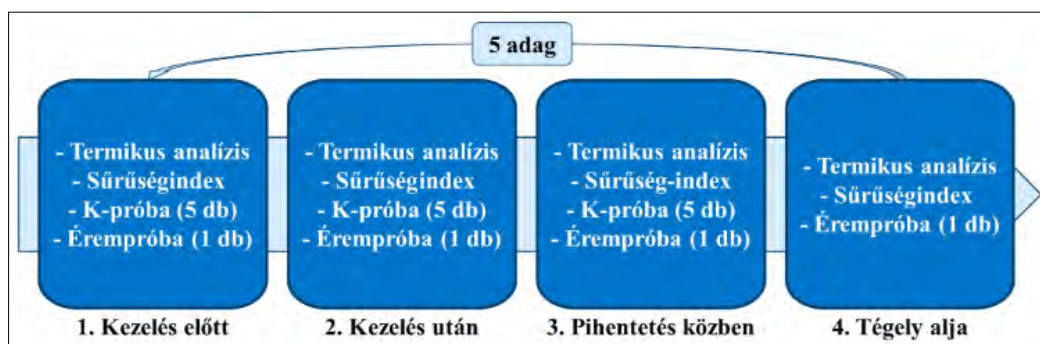 5 adag
- Termikus analízis
- Sűrűségindex
- K-próba (5 db)
- Érempróba (1 db)
1. Kezelés előtt
- Termikus analízis
- Sűrűségindex
- K-próba (5 db)
- Érempróba (1 db)
2. Kezelés után
- Termikus analízis
- Sűrűség-index
- K-próba (5 db)
- Érempróba (1 db)
3. Pihentetés közben
- Termikus analízis
- Sűrűségindex
- Érempróba (1 db)
4. Tégely alja